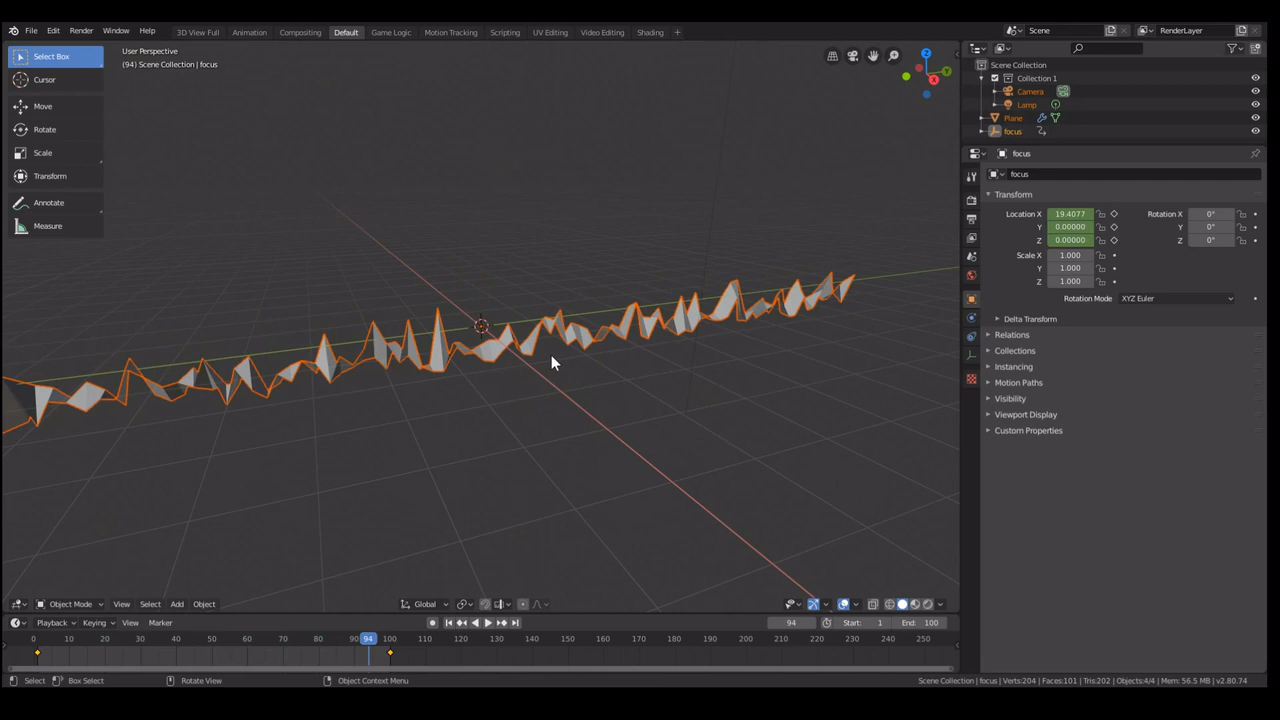 File Edit Render Window Help 3D View Full Animation Compositing Default Game Logic Motion Tracking Scripting UV Editing Video Editing Shading + Scene RenderLayer
Select Box
Cursor
Move
Rotate
Scale
Transform
Annotate
Measure
User Perspective
(94) Scene Collection | focus
Z
Y
X
Scene Collection
Collection 1
Camera
Lamp
Plane
focus
focus
focus
Transform
Location X 19.4077 Rotation X 0°
Y 0.00000 Y 0°
Z 0.00000 Z 0°
Scale X 1.000
Y 1.000
Z 1.000
Rotation Mode XYZ Euler
Delta Transform
Relations
Collections
Instancing
Motion Paths
Visibility
Viewport Display
Custom Properties
Object Mode View Select Add Object Global
Playback Keying View Marker 94 Start: 1 End: 100
0 10 20 30 40 50 60 70 80 90 94 100 110 120 130 140 150 160 170 180 190 200 210 220 230 240 250
Select Box Select Rotate View Object Context Menu Scene Collection | focus | Verts:204 | Faces:101 | Tris:202 | Objects:4/4 | Mem: 56.5 MB | v2.80.74